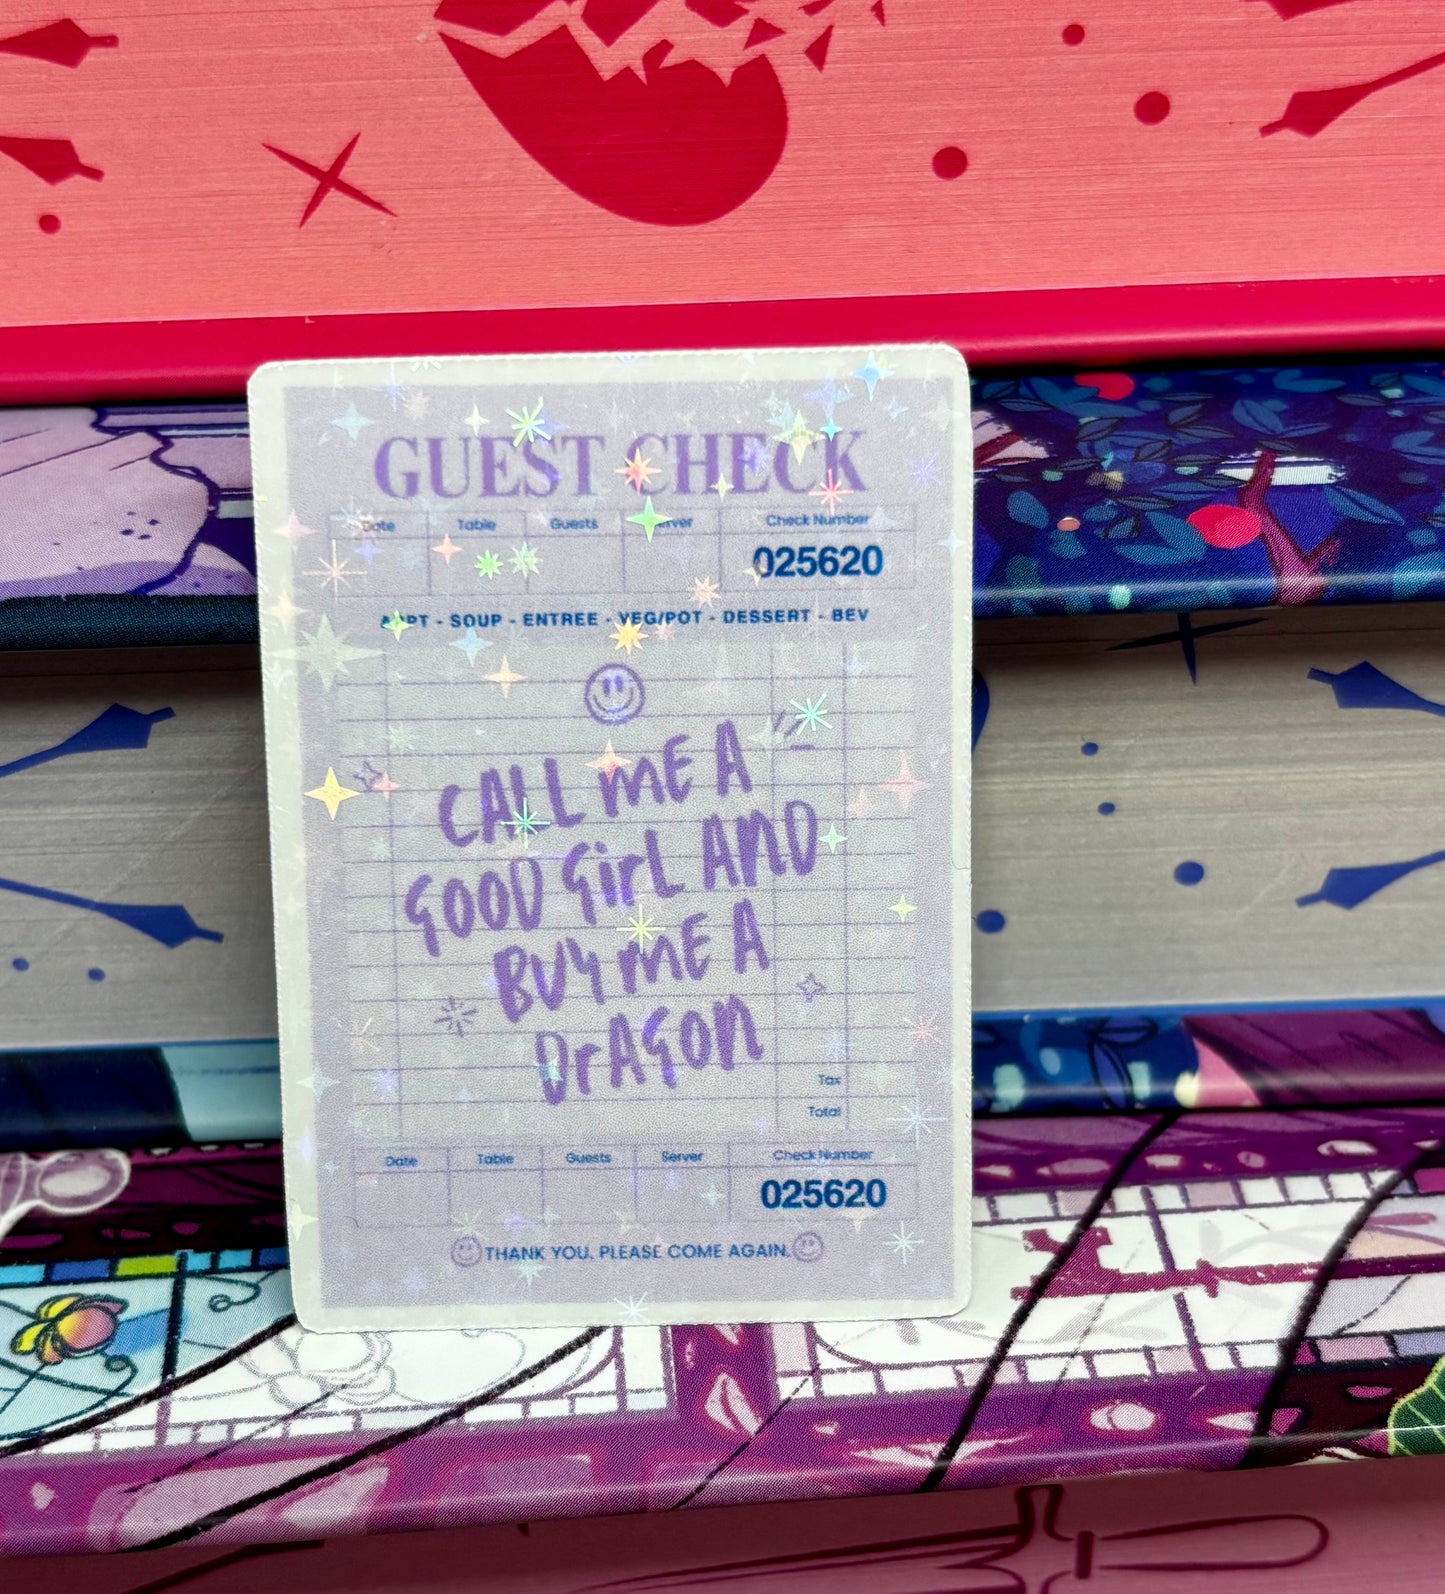 GUEST CHECK
Date Table Guests Server Check Number
025620
APPT - SOUP - ENTREE - VEG/POT - DESSERT - BEV
CALL ME A
GOOD GirL AND
BUY ME A
DrAGON
Tax
Total
Date Table Guests Server Check Number
025620
THANK YOU. PLEASE COME AGAIN.